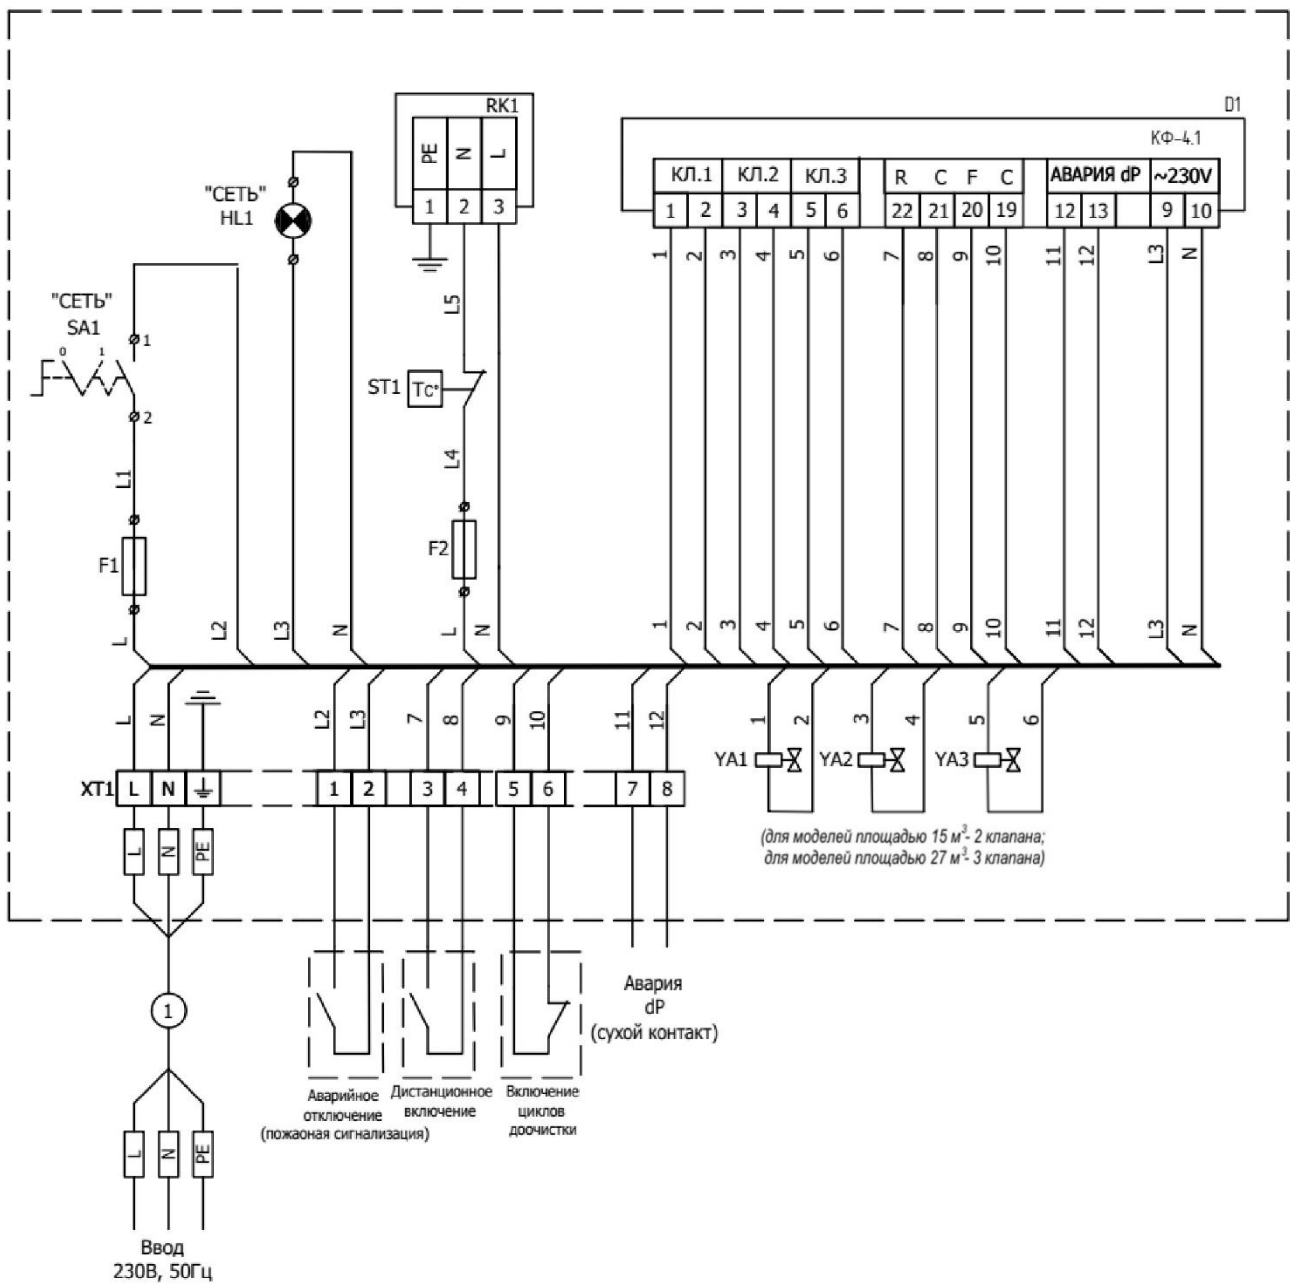 D1
RK1
КФ-4.1
PE N L
КЛ.1 КЛ.2 КЛ.3 R C F C АВАРИЯ dP ~230V
1 2 3
1 2 3 4 5 6 22 21 20 19 12 13 9 10
"СЕТЬ"
HL1
1 2 3 4 5 6 7 8 9 10 11 12 L3 N
"СЕТЬ"
SA1
L5
1
0 1
ST1 Tc°
2
L1
L4
F1
F2
L L2 L3 N L N 1 2 3 4 5 6 7 8 9 10 11 12 L3 N
L N L2 L3 7 8 9 10 11 12 1 2 3 4 5 6
YA1 YA2 YA3
XT1 L N 1 2 3 4 5 6 7 8
L N PE
(для моделей площадью 15 м³- 2 клапана;
для моделей площадью 27 м³- 3 клапана)
1
Авария
dP
(сухой контакт)
Аварийное
отключение
(пожаоная сигнализация)
Дистанционное
включение
Включение
циклов
доочистки
L N PE
Ввод
230В, 50Гц